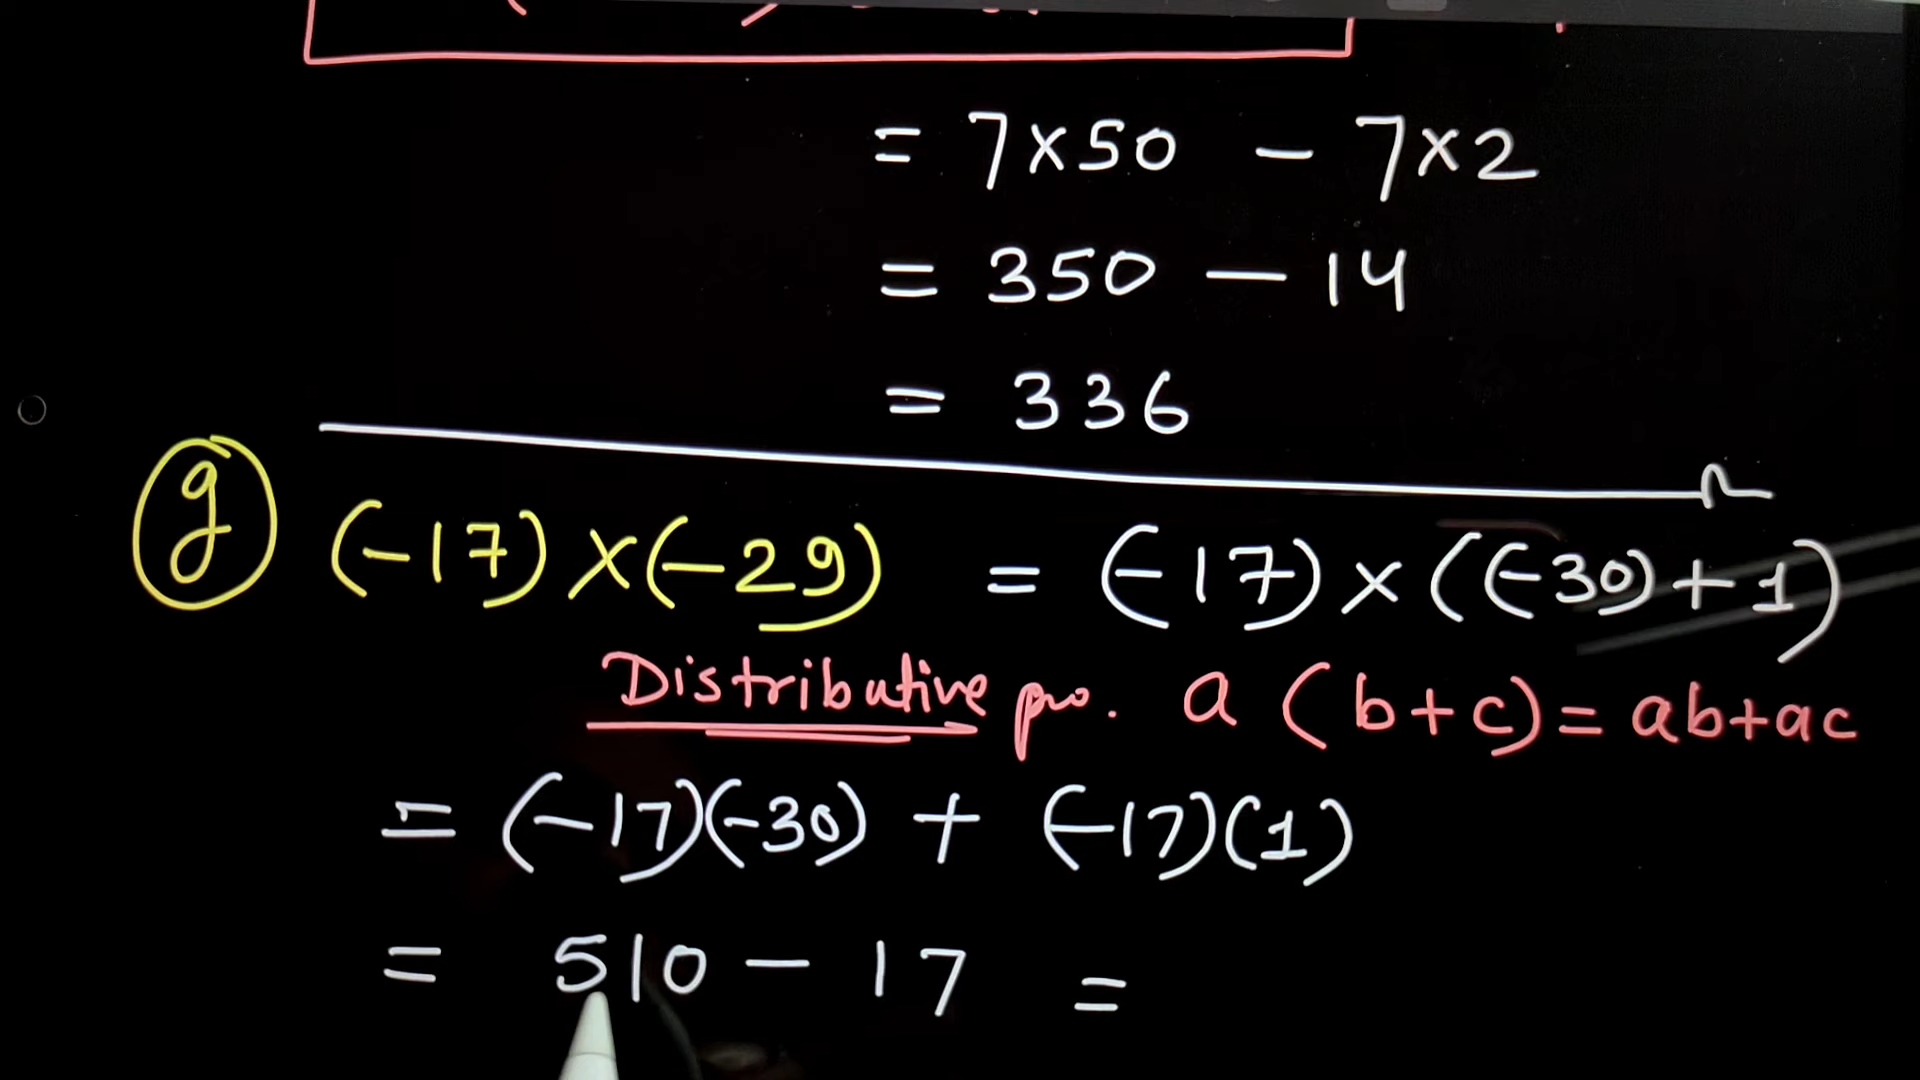 = 7×50 - 7×2
= 350 - 14
= 336
g (-17)×(-29) = (-17)×((-30)+1)
Distributive pro. a(b+c)=ab+ac
= (-17)(-30) + (-17)(1)
= 510 - 17 =